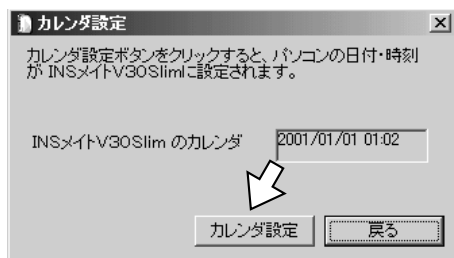 カレンダ設定
カレンダ設定ボタンをクリックすると、パソコンの日付・時刻
が INSメイトV30Slimに設定されます。
INSメイトV30Slim のカレンダ 2001/01/01 01:02
カレンダ設定 戻る